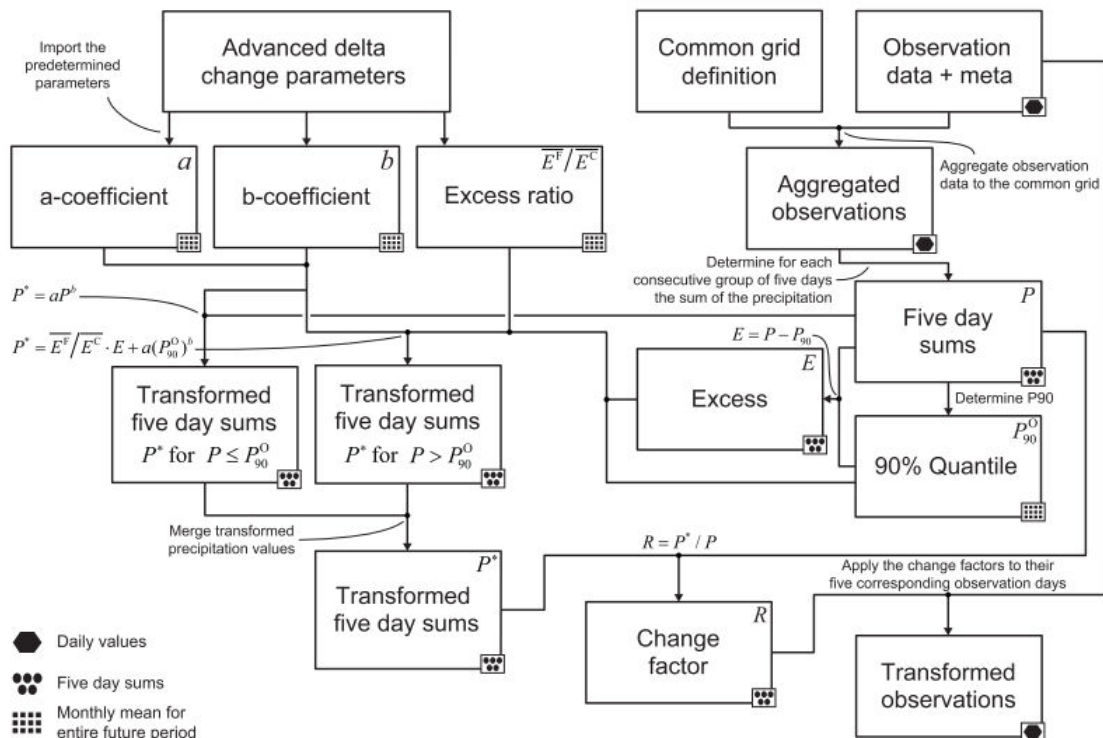 Advanced delta
change parameters
Common grid
definition
Observation
data + meta
Import the
predetermined
parameters
a
a-coefficient
b
b-coefficient
E̅ᶠ/E̅ᶜ
Excess ratio
Aggregate observation
data to the common grid
Aggregated
observations
Determine for each
consecutive group of five days
the sum of the precipitation
P* = aPᵇ
P* = E̅ᶠ/E̅ᶜ · E + a(P₉₀ᴼ)ᵇ
P
Five day
sums
E = P − P₉₀
E
Excess
Determine P90
P₉₀ᴼ
90% Quantile
Transformed
five day sums
P* for P ≤ P₉₀ᴼ
Transformed
five day sums
P* for P > P₉₀ᴼ
Merge transformed
precipitation values
P*
Transformed
five day sums
R = P* / P
Apply the change factors to their
five corresponding observation days
R
Change
factor
Transformed
observations
Daily values
Five day sums
Monthly mean for
entire future period